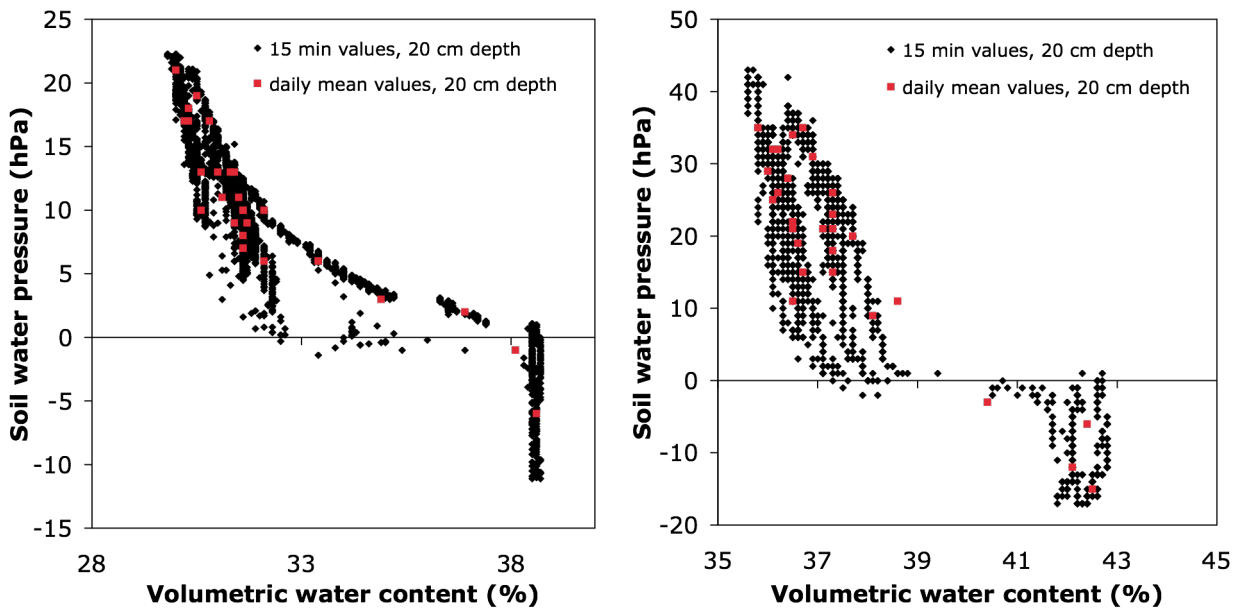 Soil water pressure (hPa)
25
20
15
10
5
0
-5
-10
-15
15 min values, 20 cm depth
daily mean values, 20 cm depth
28 33 38
Volumetric water content (%)
Soil water pressure (hPa)
50
40
30
20
10
0
-10
-20
15 min values, 20 cm depth
daily mean values, 20 cm depth
35 37 39 41 43 45
Volumetric water content (%)